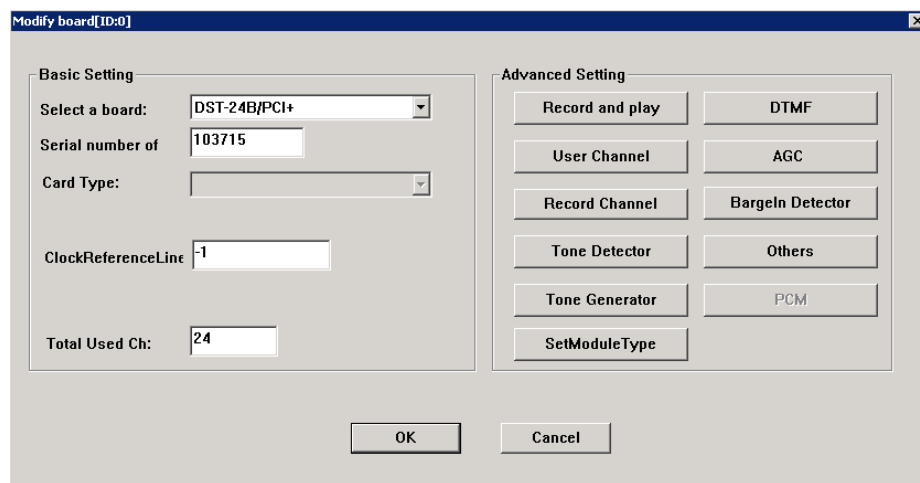 Modify board[ID:0]
Basic Setting
Select a board:
DST-24B/PCI+
Serial number of
103715
Card Type:
ClockReferenceLine
-1
Total Used Ch:
24
Advanced Setting
Record and play
DTMF
User Channel
AGC
Record Channel
BargeIn Detector
Tone Detector
Others
Tone Generator
PCM
SetModuleType
OK
Cancel